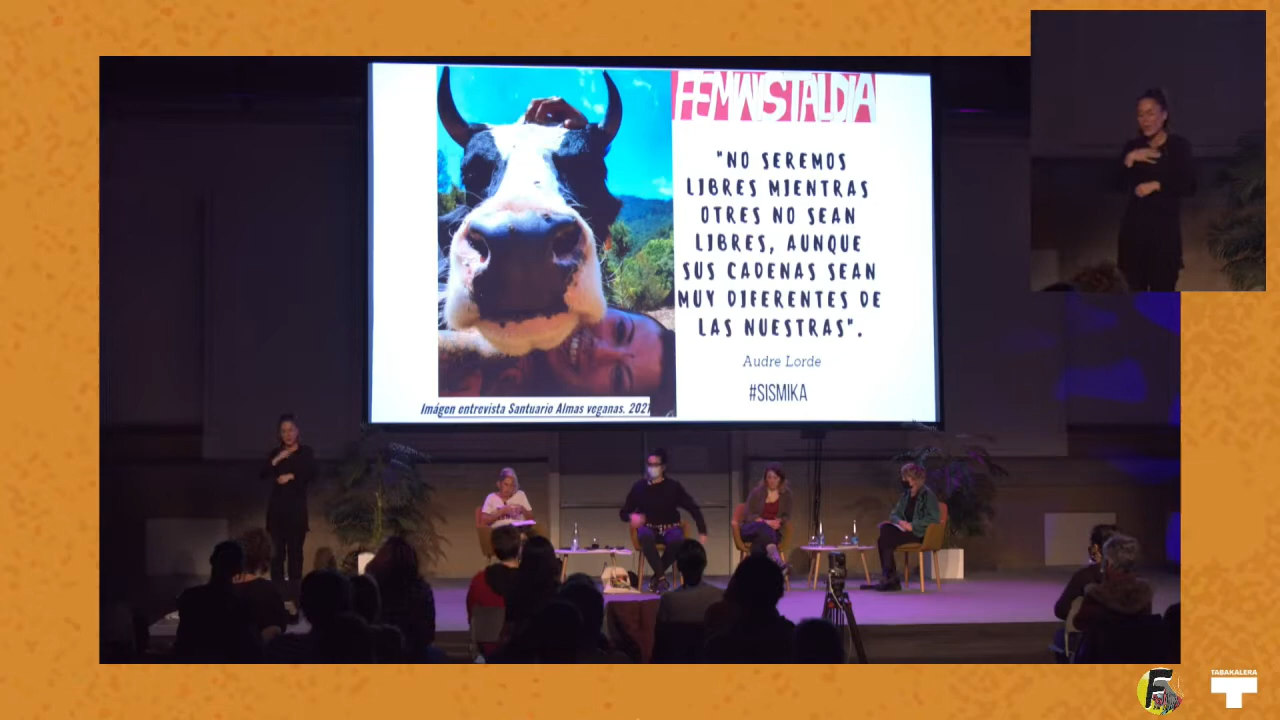 FEMINISTALDIA
"NO SEREMOS
LIBRES MIENTRAS
OTRES NO SEAN
LIBRES, AUNQUE
SUS CADENAS SEAN
MUY DIFERENTES DE
LAS NUESTRAS".
Audre Lorde
#SISMIKA
Imágen entrevista Santuario Almas veganas. 2021
F
TABAKALERA
T